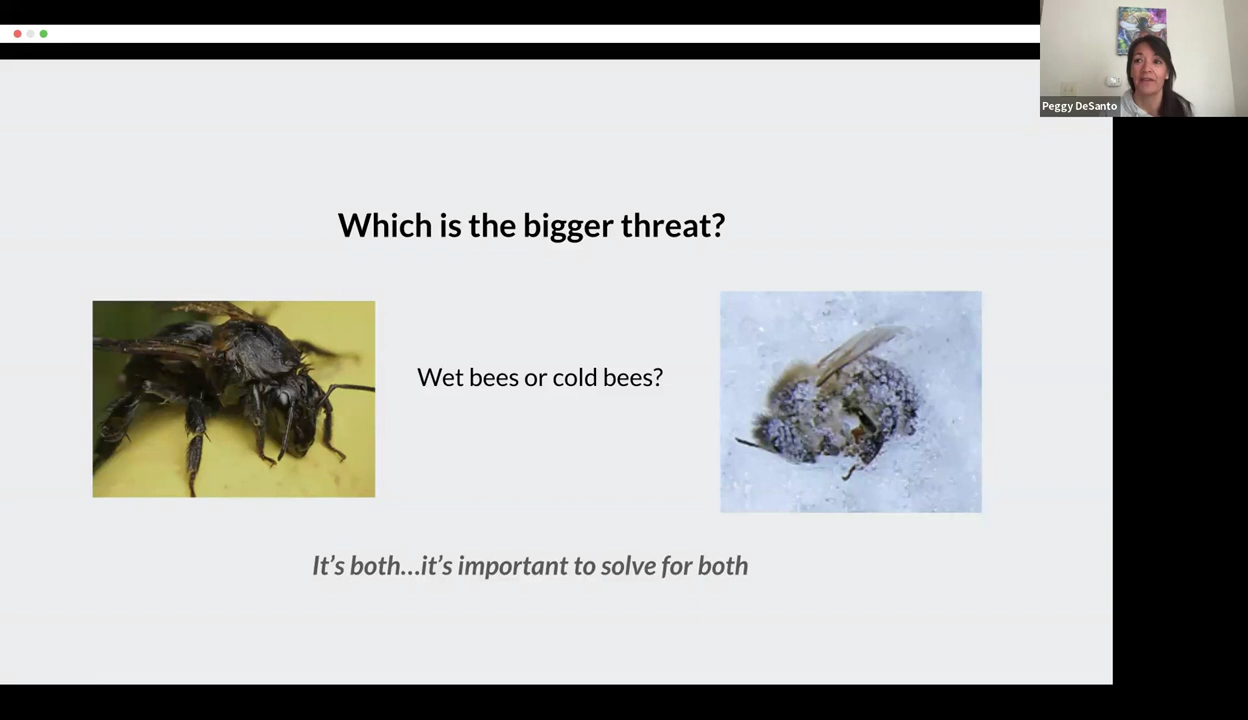 Peggy DeSanto
Which is the bigger threat?
Wet bees or cold bees?
It's both...it's important to solve for both